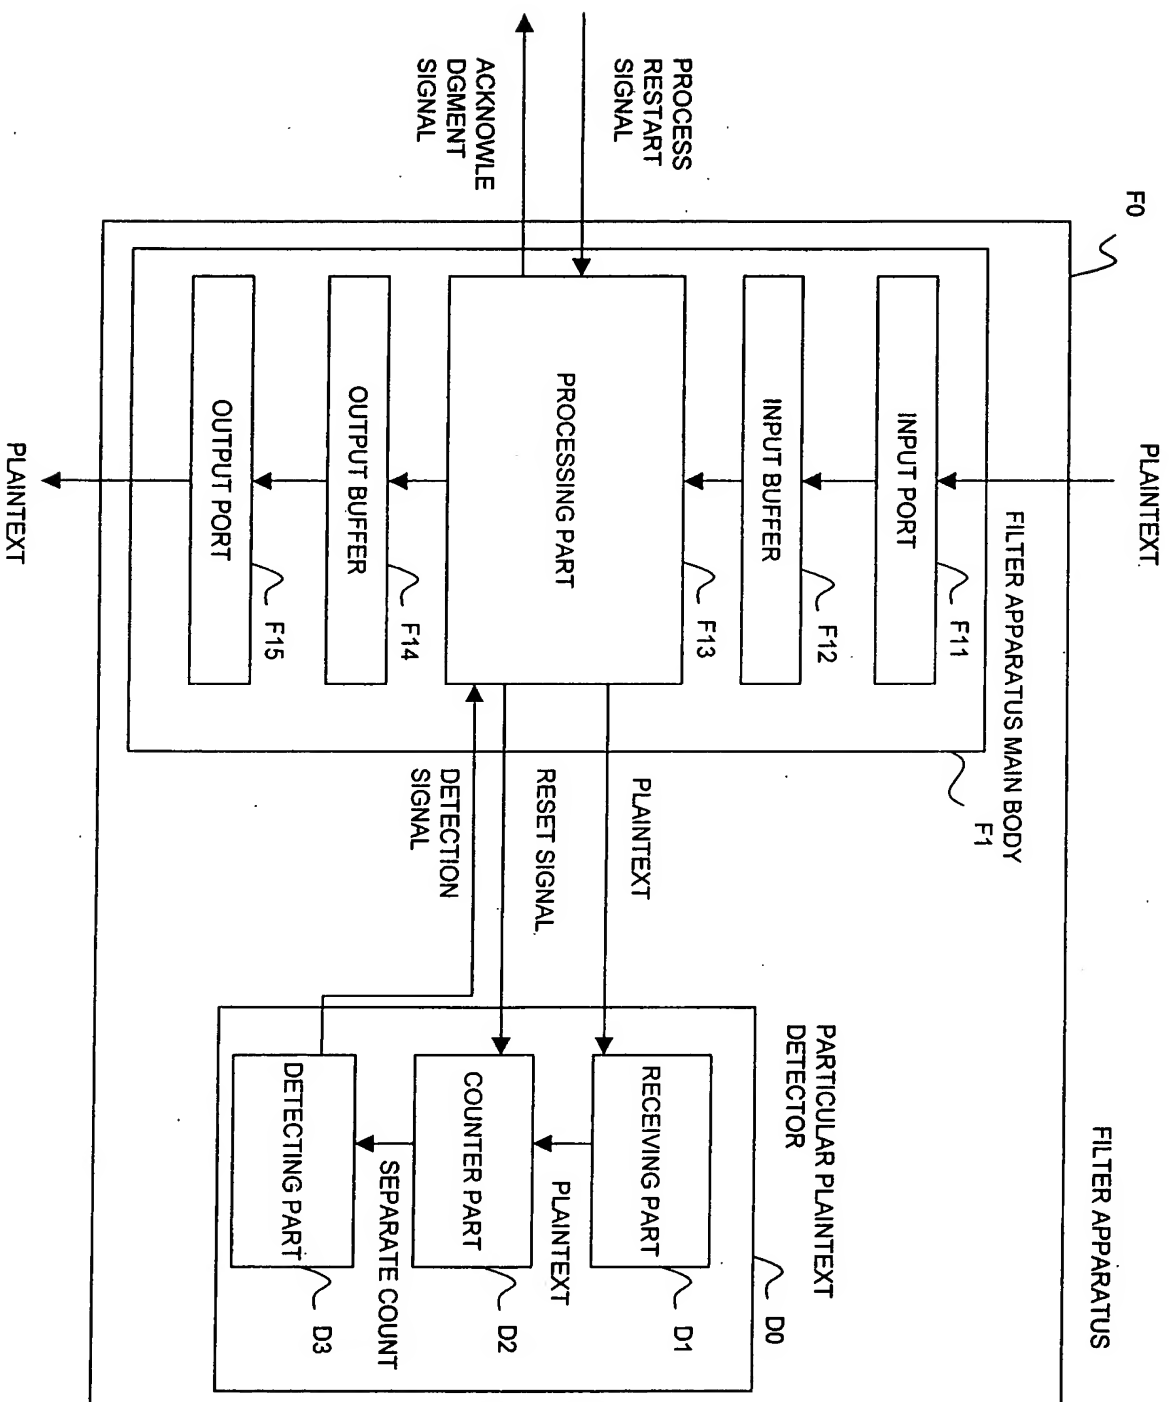 FILTER APPARATUS
F0
PLAINTEXT
FILTER APPARATUS MAIN BODY
F1
INPUT PORT
F11
INPUT BUFFER
F12
PROCESS
RESTART
SIGNAL
PROCESSING PART
F13
ACKNOWLE
DGMENT
SIGNAL
OUTPUT BUFFER
F14
OUTPUT PORT
F15
PLAINTEXT
PLAINTEXT
RESET SIGNAL
DETECTION
SIGNAL
PARTICULAR PLAINTEXT
DETECTOR
D0
RECEIVING PART
D1
PLAINTEXT
COUNTER PART
D2
SEPARATE COUNT
DETECTING PART
D3